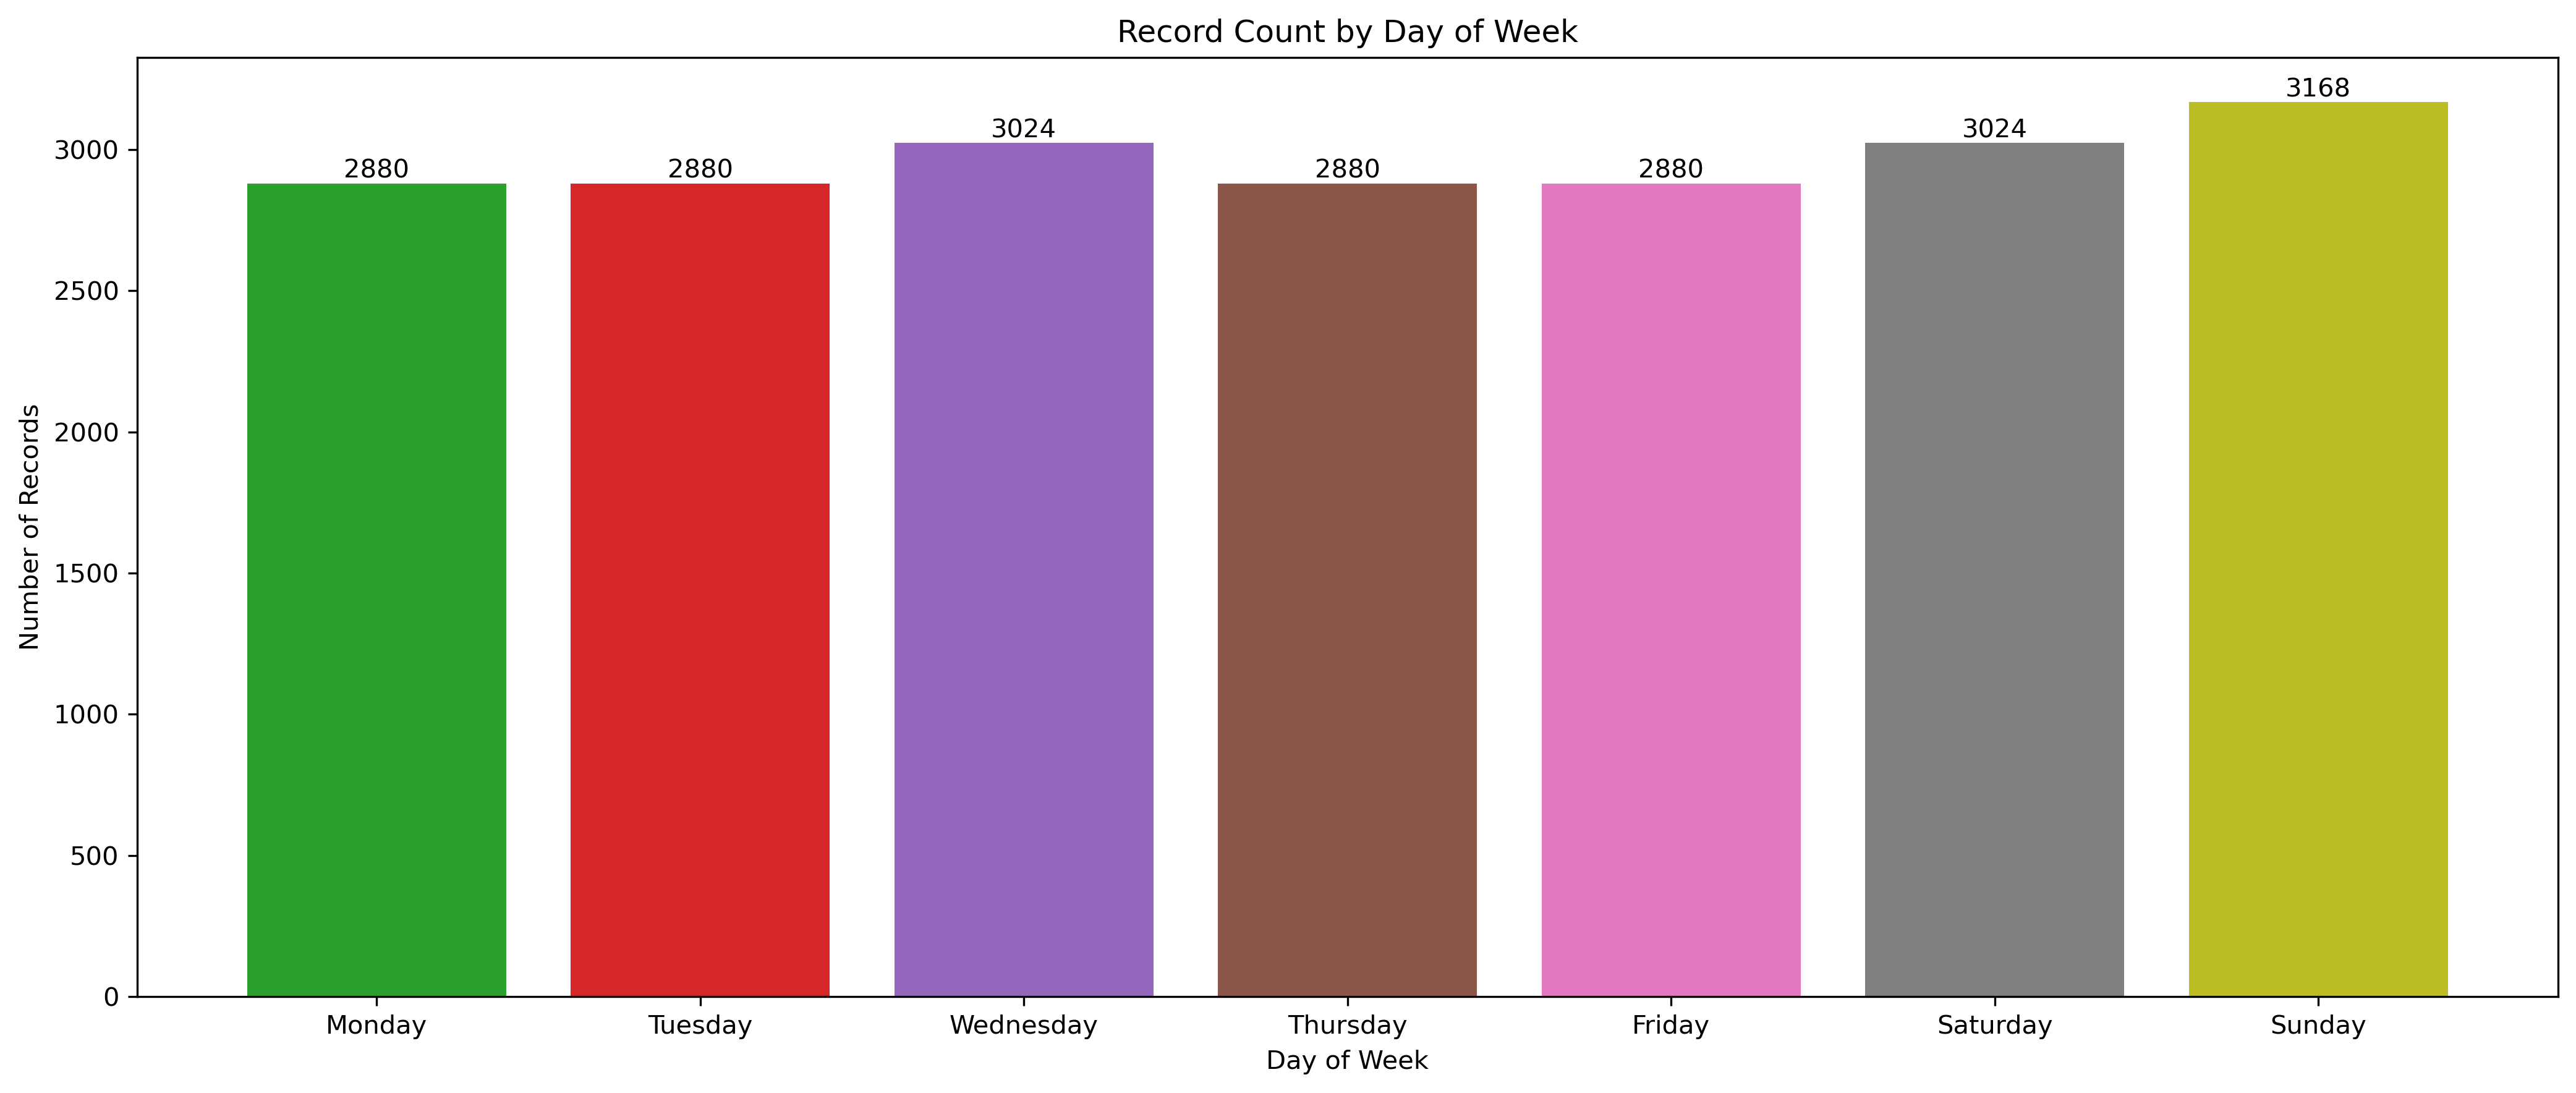 Record Count by Day of Week
3168
3024
3024
2880
2880
2880
2880
3000
2500
2000
1500
1000
500
0
Number of Records
Monday
Tuesday
Wednesday
Thursday
Friday
Saturday
Sunday
Day of Week